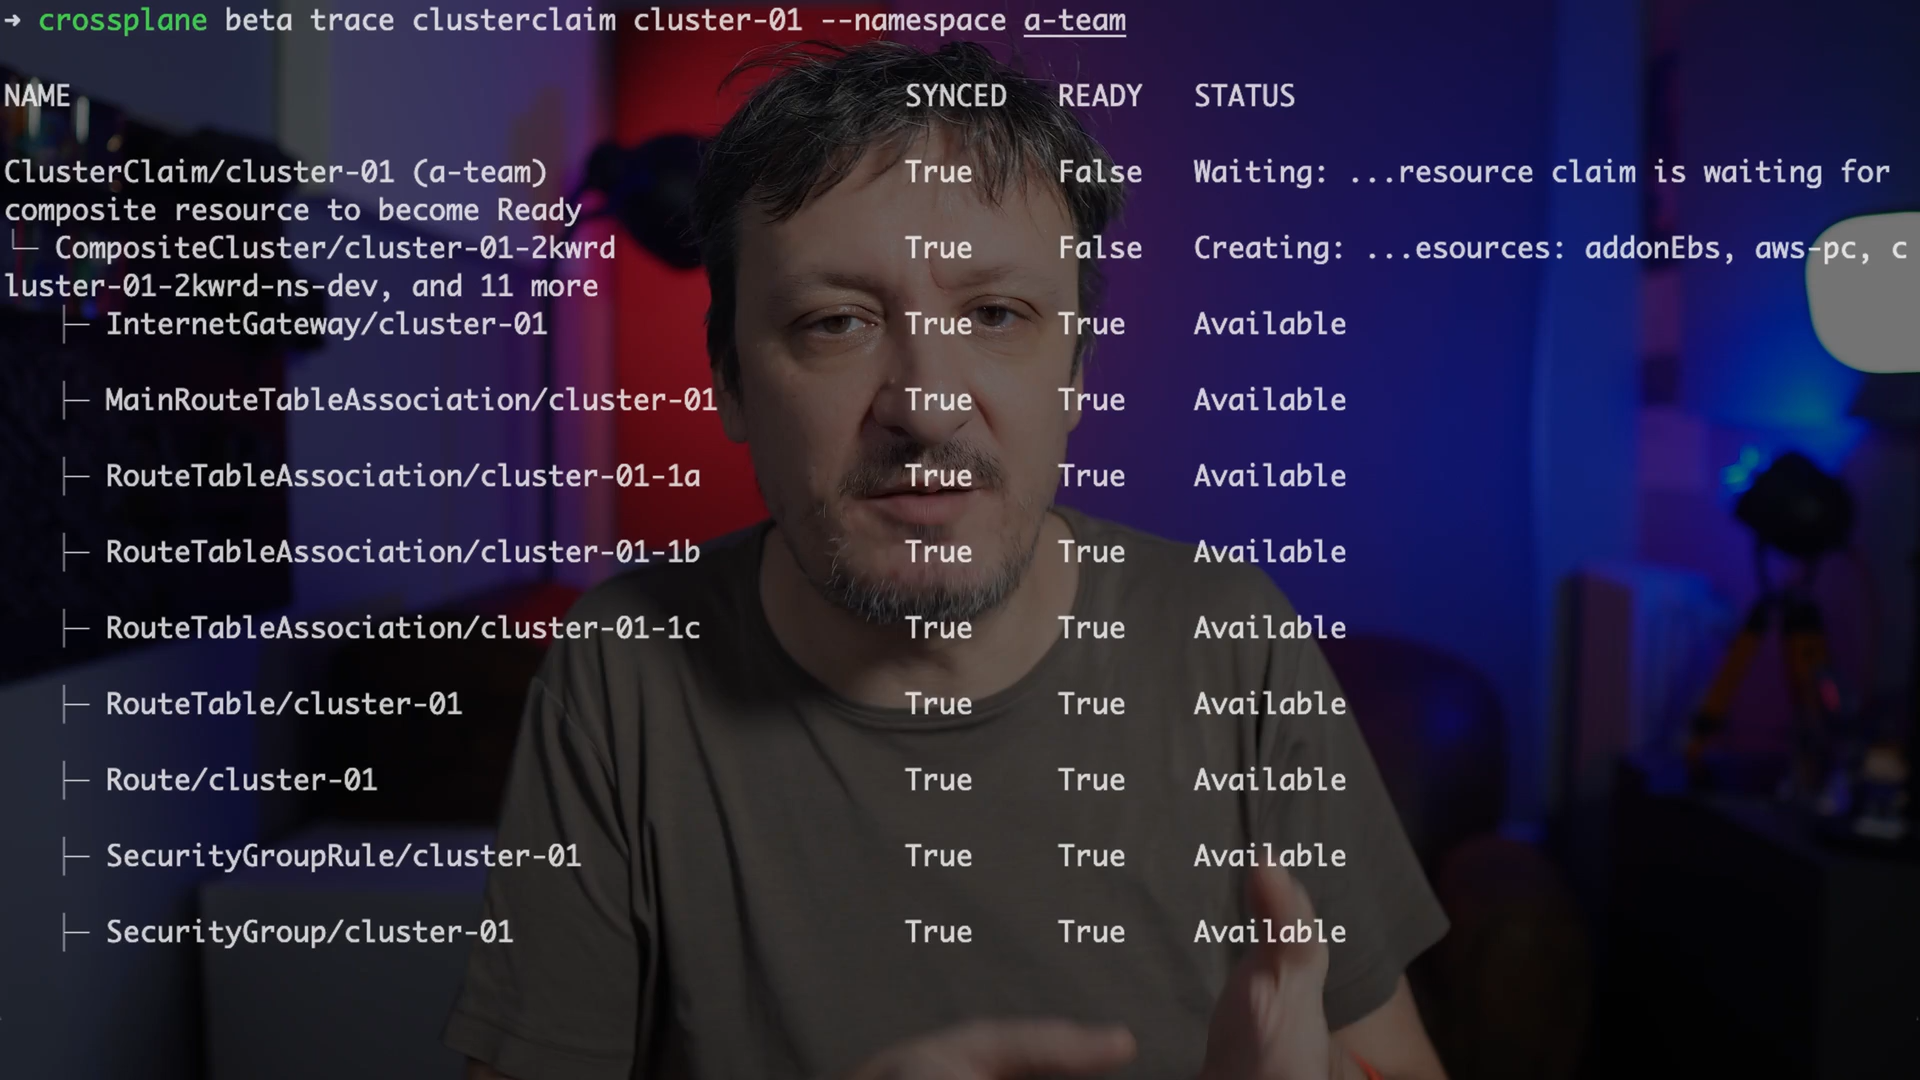 ➜ crossplane beta trace clusterclaim cluster-01 --namespace a-team
NAME SYNCED READY STATUS
ClusterClaim/cluster-01 (a-team) True False Waiting: ...resource claim is waiting for
composite resource to become Ready
└─ CompositeCluster/cluster-01-2kwrd True False Creating: ...esources: addonEbs, aws-pc, c
luster-01-2kwrd-ns-dev, and 11 more
├─ InternetGateway/cluster-01 True True Available
├─ MainRouteTableAssociation/cluster-01 True True Available
├─ RouteTableAssociation/cluster-01-1a True True Available
├─ RouteTableAssociation/cluster-01-1b True True Available
├─ RouteTableAssociation/cluster-01-1c True True Available
├─ RouteTable/cluster-01 True True Available
├─ Route/cluster-01 True True Available
├─ SecurityGroupRule/cluster-01 True True Available
├─ SecurityGroup/cluster-01 True True Available